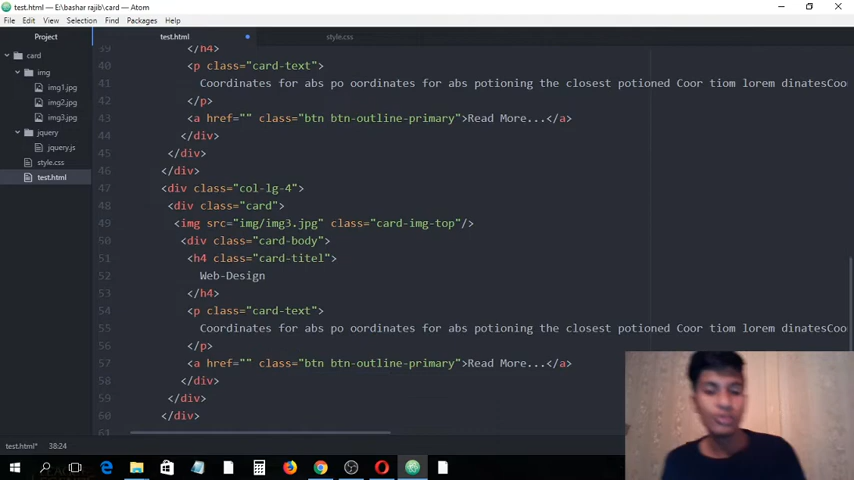 test.html — E:\bashar rajib\card — Atom
File Edit View Selection Find Packages Help
Project
test.html
style.css
card
img
img1.jpg
img2.jpg
img3.jpg
jquery
jquery.js
style.css
test.html
39 </h4>
40 <p class="card-text">
41 Coordinates for abs po oordinates for abs potioning the closest potioned Coor tiom lorem dinatesCoo
42 </p>
43 <a href="" class="btn btn-outline-primary">Read More...</a>
44 </div>
45 </div>
46 </div>
47 <div class="col-lg-4">
48 <div class="card">
49 <img src="img/img3.jpg" class="card-img-top"/>
50 <div class="card-body">
51 <h4 class="card-titel">
52 Web-Design
53 </h4>
54 <p class="card-text">
55 Coordinates for abs po oordinates for abs potioning the closest potioned Coor tiom lorem dinatesCoo
56 </p>
57 <a href="" class="btn btn-outline-primary">Read More...</a>
58 </div>
59 </div>
60 </div>
61
test.html* 38:24